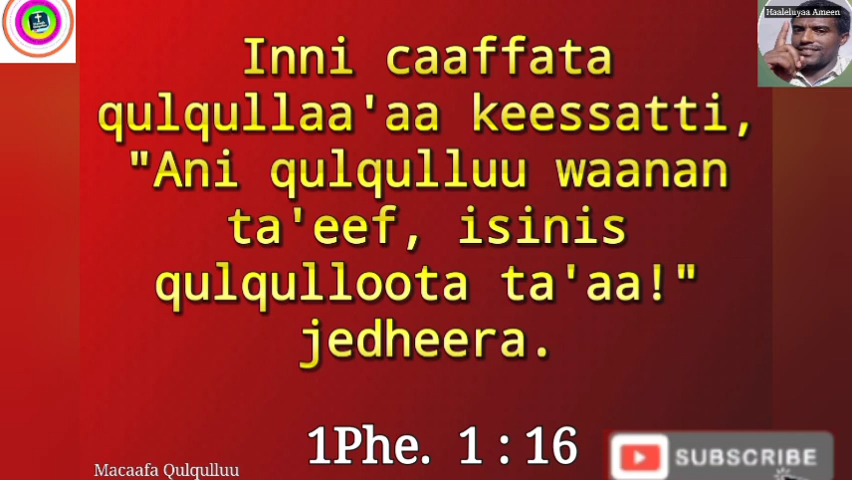 Haaleluyaa Ameen
Inni caaffata
qulqullaa'aa keessatti,
"Ani qulqulluu waanan
ta'eef, isinis
qulqulloota ta'aa!"
jedheera.
1Phe. 1 : 16
Macaafa Qulqulluu
SUBSCRIBE